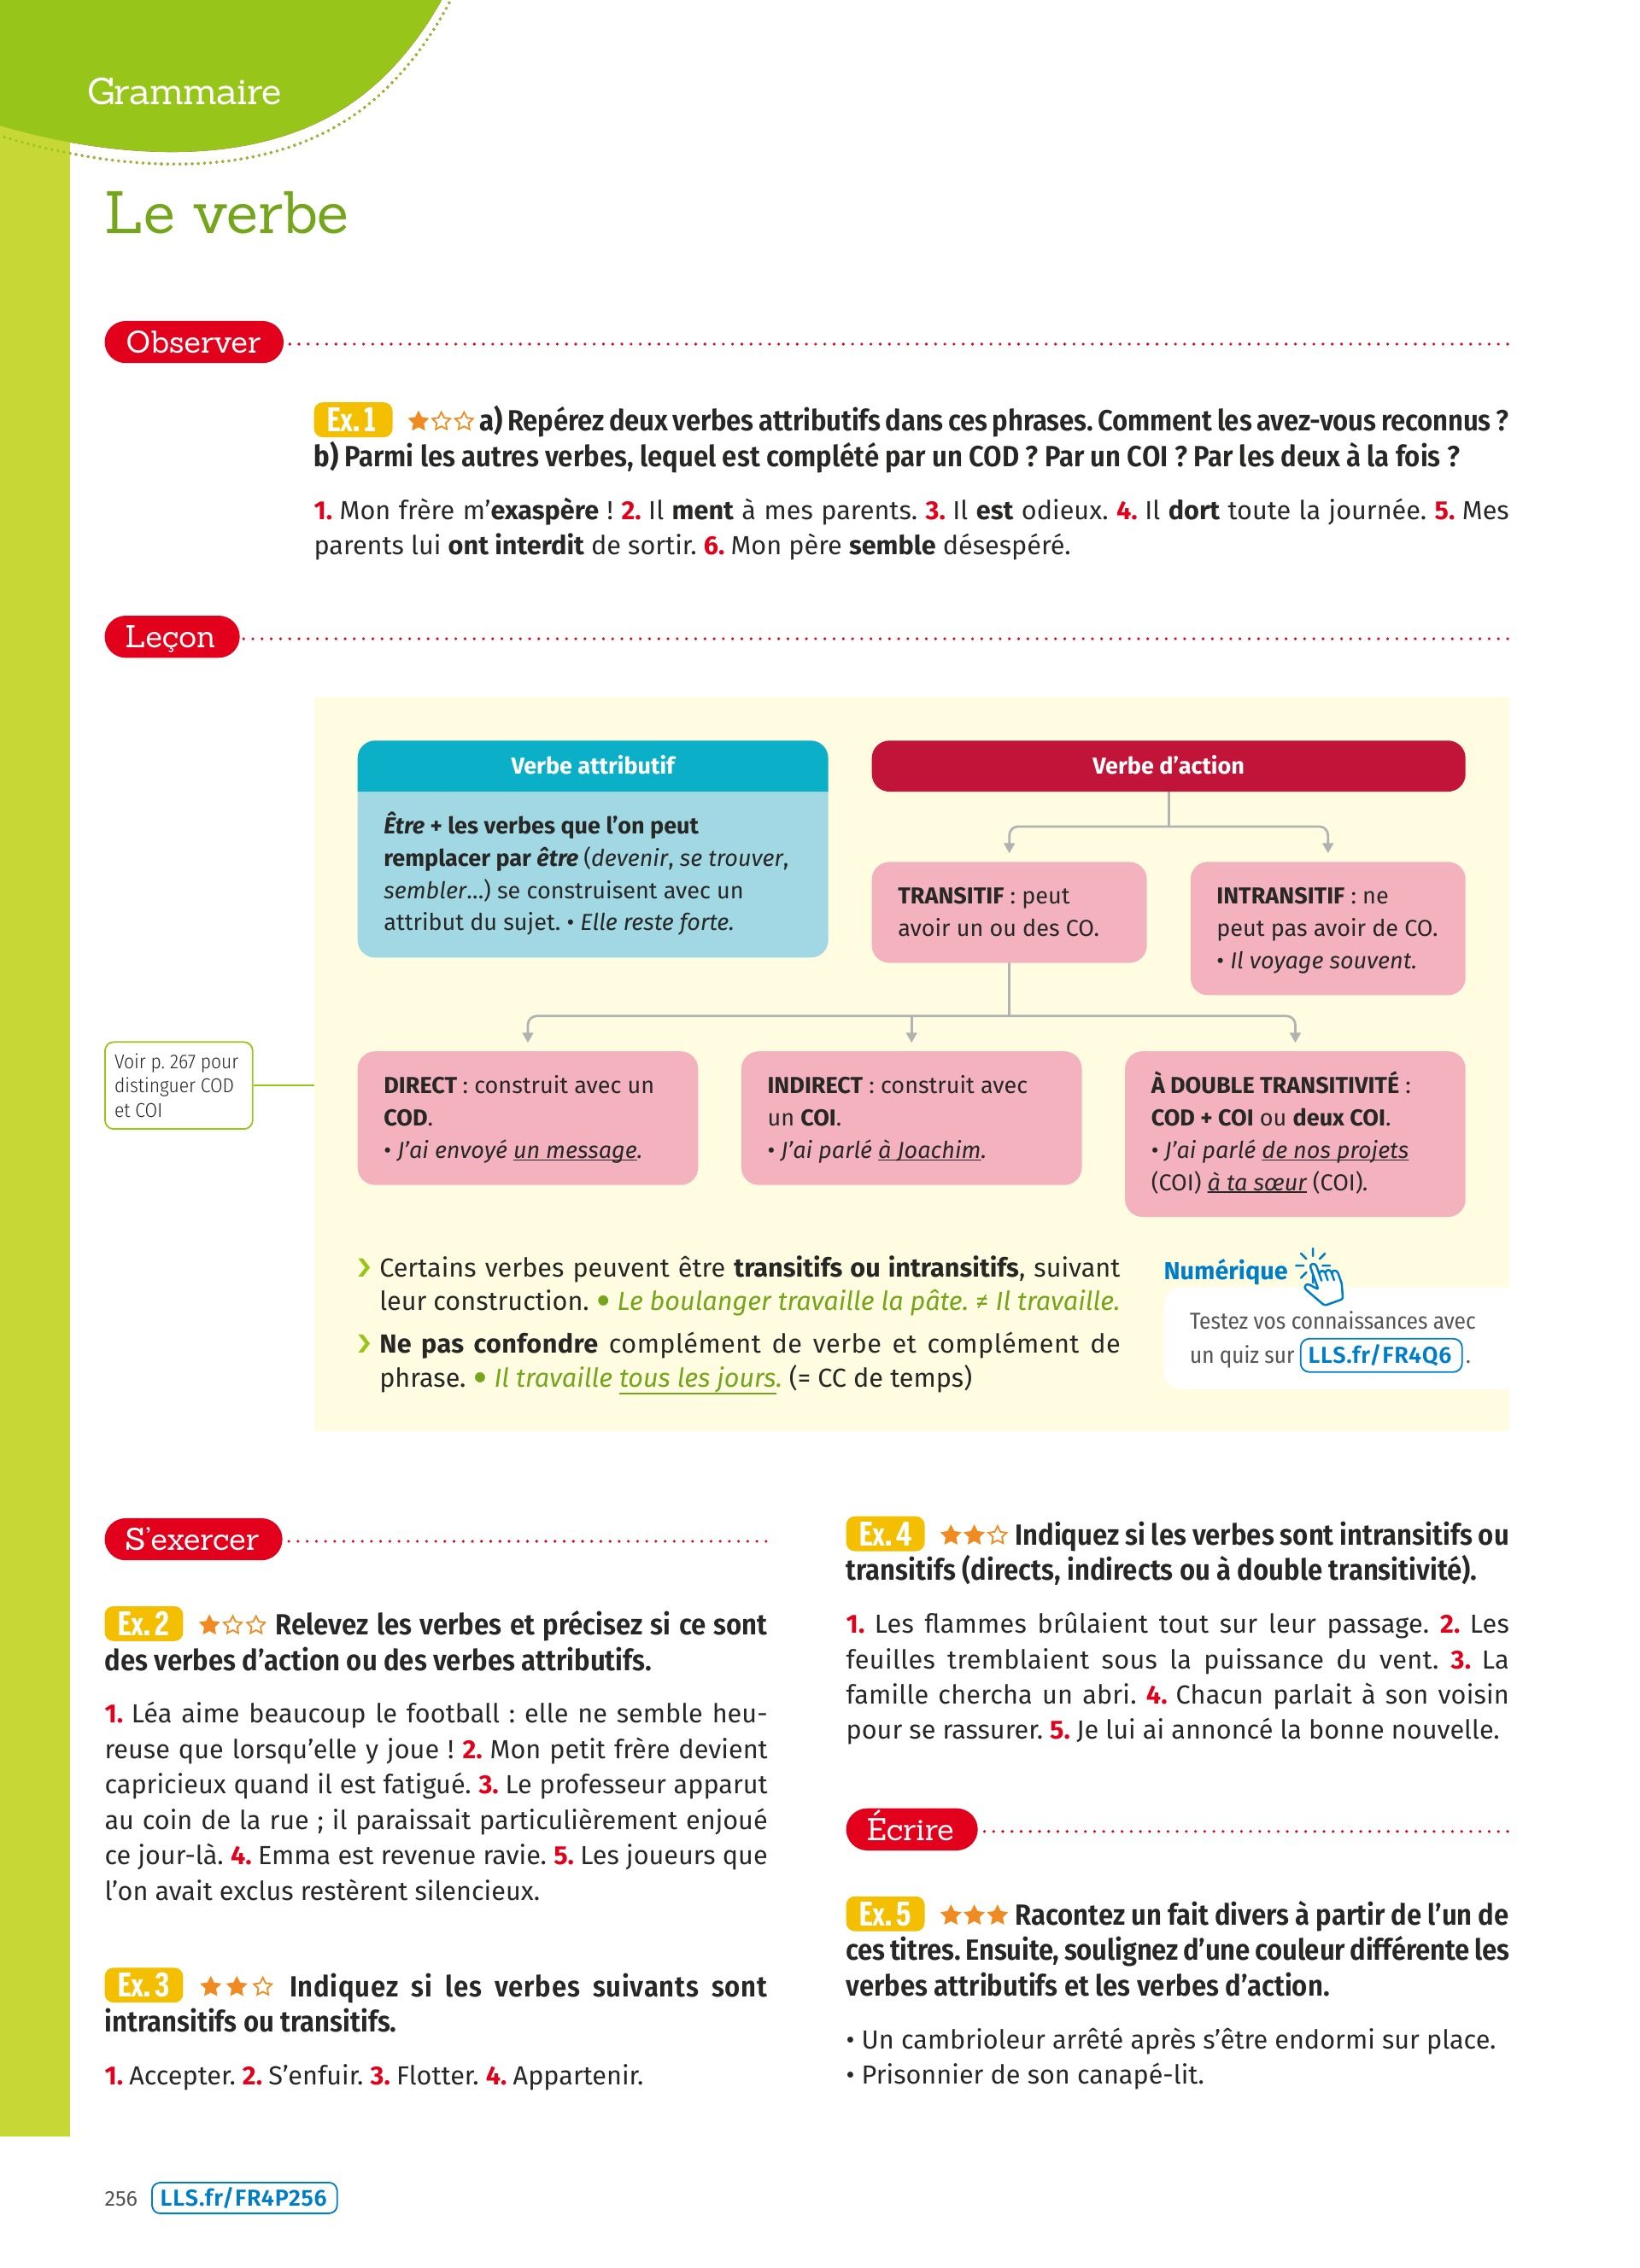 Grammaire
Le verbe
Observer
Ex. 1 ★☆☆ a) Repérez deux verbes attributifs dans ces phrases. Comment les avez-vous reconnus ?
b) Parmi les autres verbes, lequel est complété par un COD ? Par un COI ? Par les deux à la fois ?
1. Mon frère m’exaspère ! 2. Il ment à mes parents. 3. Il est odieux. 4. Il dort toute la journée. 5. Mes
parents lui ont interdit de sortir. 6. Mon père semble désespéré.
Leçon
Verbe attributif
Être + les verbes que l’on peut
remplacer par être (devenir, se trouver,
sembler…) se construisent avec un
attribut du sujet. • Elle reste forte.
Verbe d’action
TRANSITIF : peut
avoir un ou des CO.
INTRANSITIF : ne
peut pas avoir de CO.
• Il voyage souvent.
Voir p. 267 pour
distinguer COD
et COI
DIRECT : construit avec un
COD.
• J’ai envoyé un message.
INDIRECT : construit avec
un COI.
• J’ai parlé à Joachim.
À DOUBLE TRANSITIVITÉ :
COD + COI ou deux COI.
• J’ai parlé de nos projets
(COI) à ta sœur (COI).
› Certains verbes peuvent être transitifs ou intransitifs, suivant
leur construction. • Le boulanger travaille la pâte. ≠ Il travaille.
› Ne pas confondre complément de verbe et complément de
phrase. • Il travaille tous les jours. (= CC de temps)
Numérique
Testez vos connaissances avec
un quiz sur LLS.fr/FR4Q6 .
S’exercer
Ex. 2 ★☆☆ Relevez les verbes et précisez si ce sont
des verbes d’action ou des verbes attributifs.
1. Léa aime beaucoup le football : elle ne semble heu-
reuse que lorsqu’elle y joue ! 2. Mon petit frère devient
capricieux quand il est fatigué. 3. Le professeur apparut
au coin de la rue ; il paraissait particulièrement enjoué
ce jour-là. 4. Emma est revenue ravie. 5. Les joueurs que
l’on avait exclus restèrent silencieux.
Ex. 3 ★★☆ Indiquez si les verbes suivants sont
intransitifs ou transitifs.
1. Accepter. 2. S’enfuir. 3. Flotter. 4. Appartenir.
Ex. 4 ★★☆ Indiquez si les verbes sont intransitifs ou
transitifs (directs, indirects ou à double transitivité).
1. Les flammes brûlaient tout sur leur passage. 2. Les
feuilles tremblaient sous la puissance du vent. 3. La
famille chercha un abri. 4. Chacun parlait à son voisin
pour se rassurer. 5. Je lui ai annoncé la bonne nouvelle.
Écrire
Ex. 5 ★★★ Racontez un fait divers à partir de l’un de
ces titres. Ensuite, soulignez d’une couleur différente les
verbes attributifs et les verbes d’action.
• Un cambrioleur arrêté après s’être endormi sur place.
• Prisonnier de son canapé-lit.
256 LLS.fr/FR4P256